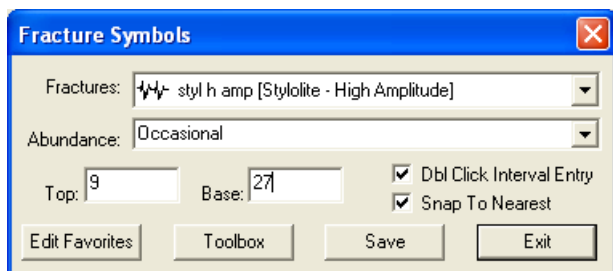 Fracture Symbols
Fractures: styl h amp [Stylolite - High Amplitude]
Abundance: Occasional
Top: 9 Base: 27 Dbl Click Interval Entry
Snap To Nearest
Edit Favorites Toolbox Save Exit